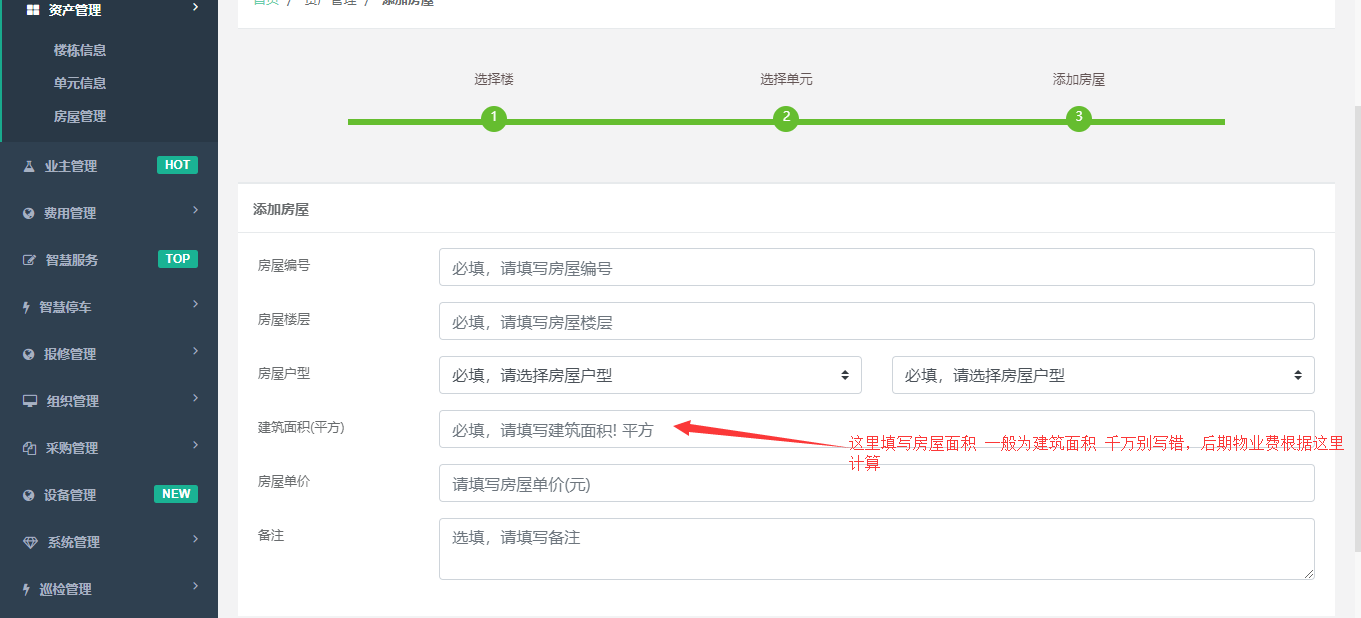 资产管理
楼栋信息
单元信息
房屋管理
业主管理 HOT
费用管理
智慧服务 TOP
智慧停车
报修管理
组织管理
采购管理
设备管理 NEW
系统管理
巡检管理
首页 / 资产管理 / 添加房屋
选择楼 选择单元 添加房屋
1 2 3
添加房屋
房屋编号 必填，请填写房屋编号
房屋楼层 必填，请填写房屋楼层
房屋户型 必填，请选择房屋户型 必填，请选择房屋户型
建筑面积(平方) 必填，请填写建筑面积! 平方
这里填写房屋面积 一般为建筑面积 千万别写错，后期物业费根据这里
计算
房屋单价 请填写房屋单价(元)
备注 选填，请填写备注